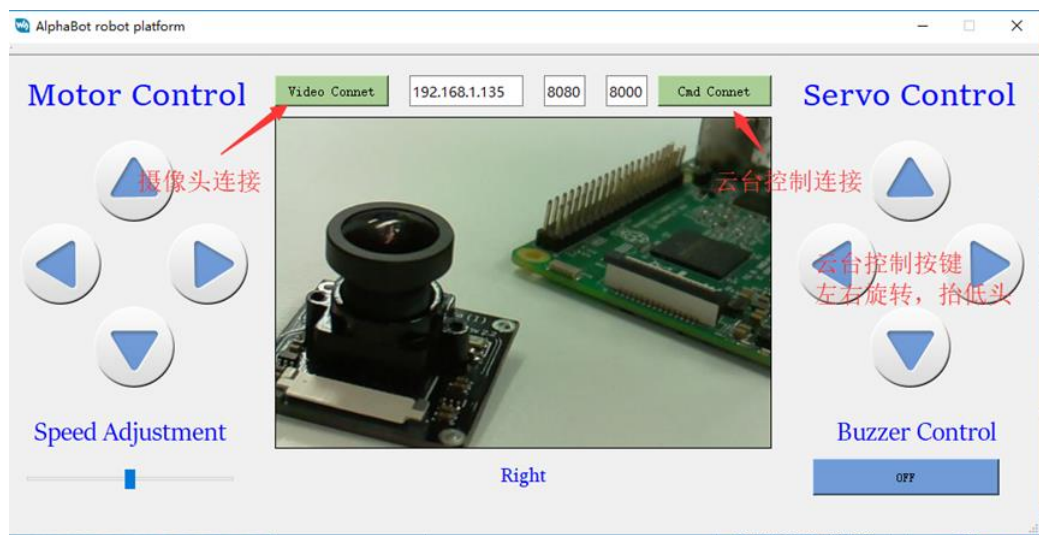 AlphaBot robot platform
Motor Control
Video Connet
192.168.1.135
8080
8000
Cmd Connet
Servo Control
摄像头连接
云台控制连接
云台控制按键
左右旋转，抬低头
Speed Adjustment
Buzzer Control
Right
OFF